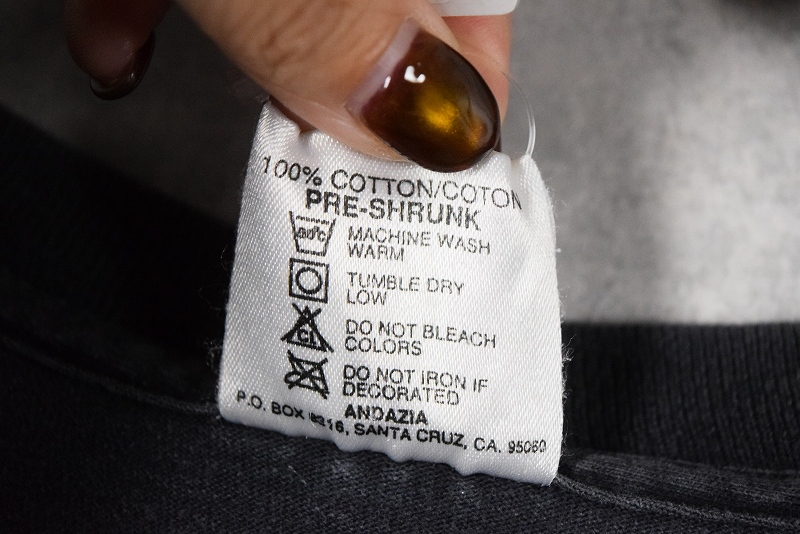 100% COTTON/COTON
PRE-SHRUNK
MACHINE WASH
WARM
TUMBLE DRY
LOW
CL
DO NOT BLEACH
COLORS
DO NOT IRON IF
DECORATED
ANDAZIA
P.O. BOX SANTA CRUZ, CA. 95060